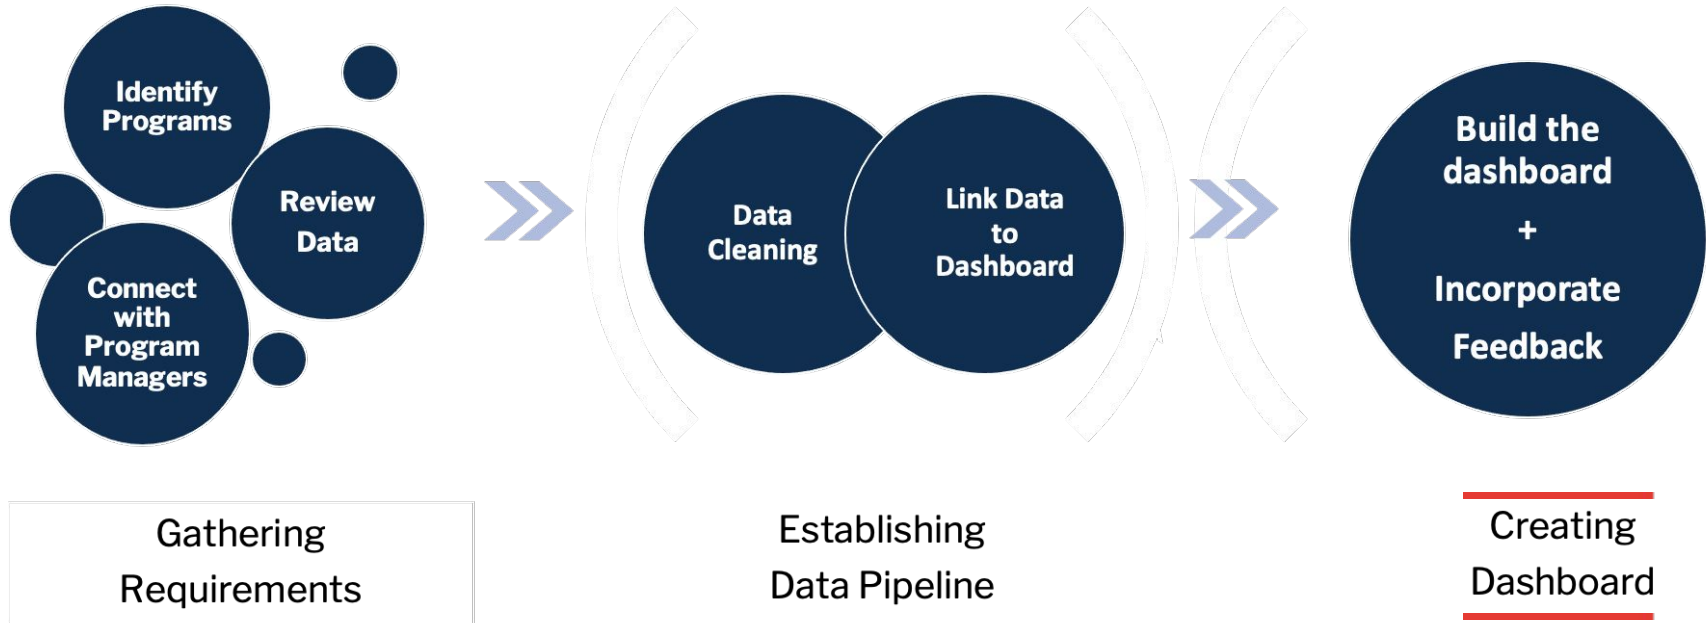 Identify
Programs
Review
Data
Connect
with
Program
Managers
Data
Cleaning
Link Data
to
Dashboard
Build the
dashboard
+
Incorporate
Feedback
Gathering
Requirements
Establishing
Data Pipeline
Creating
Dashboard